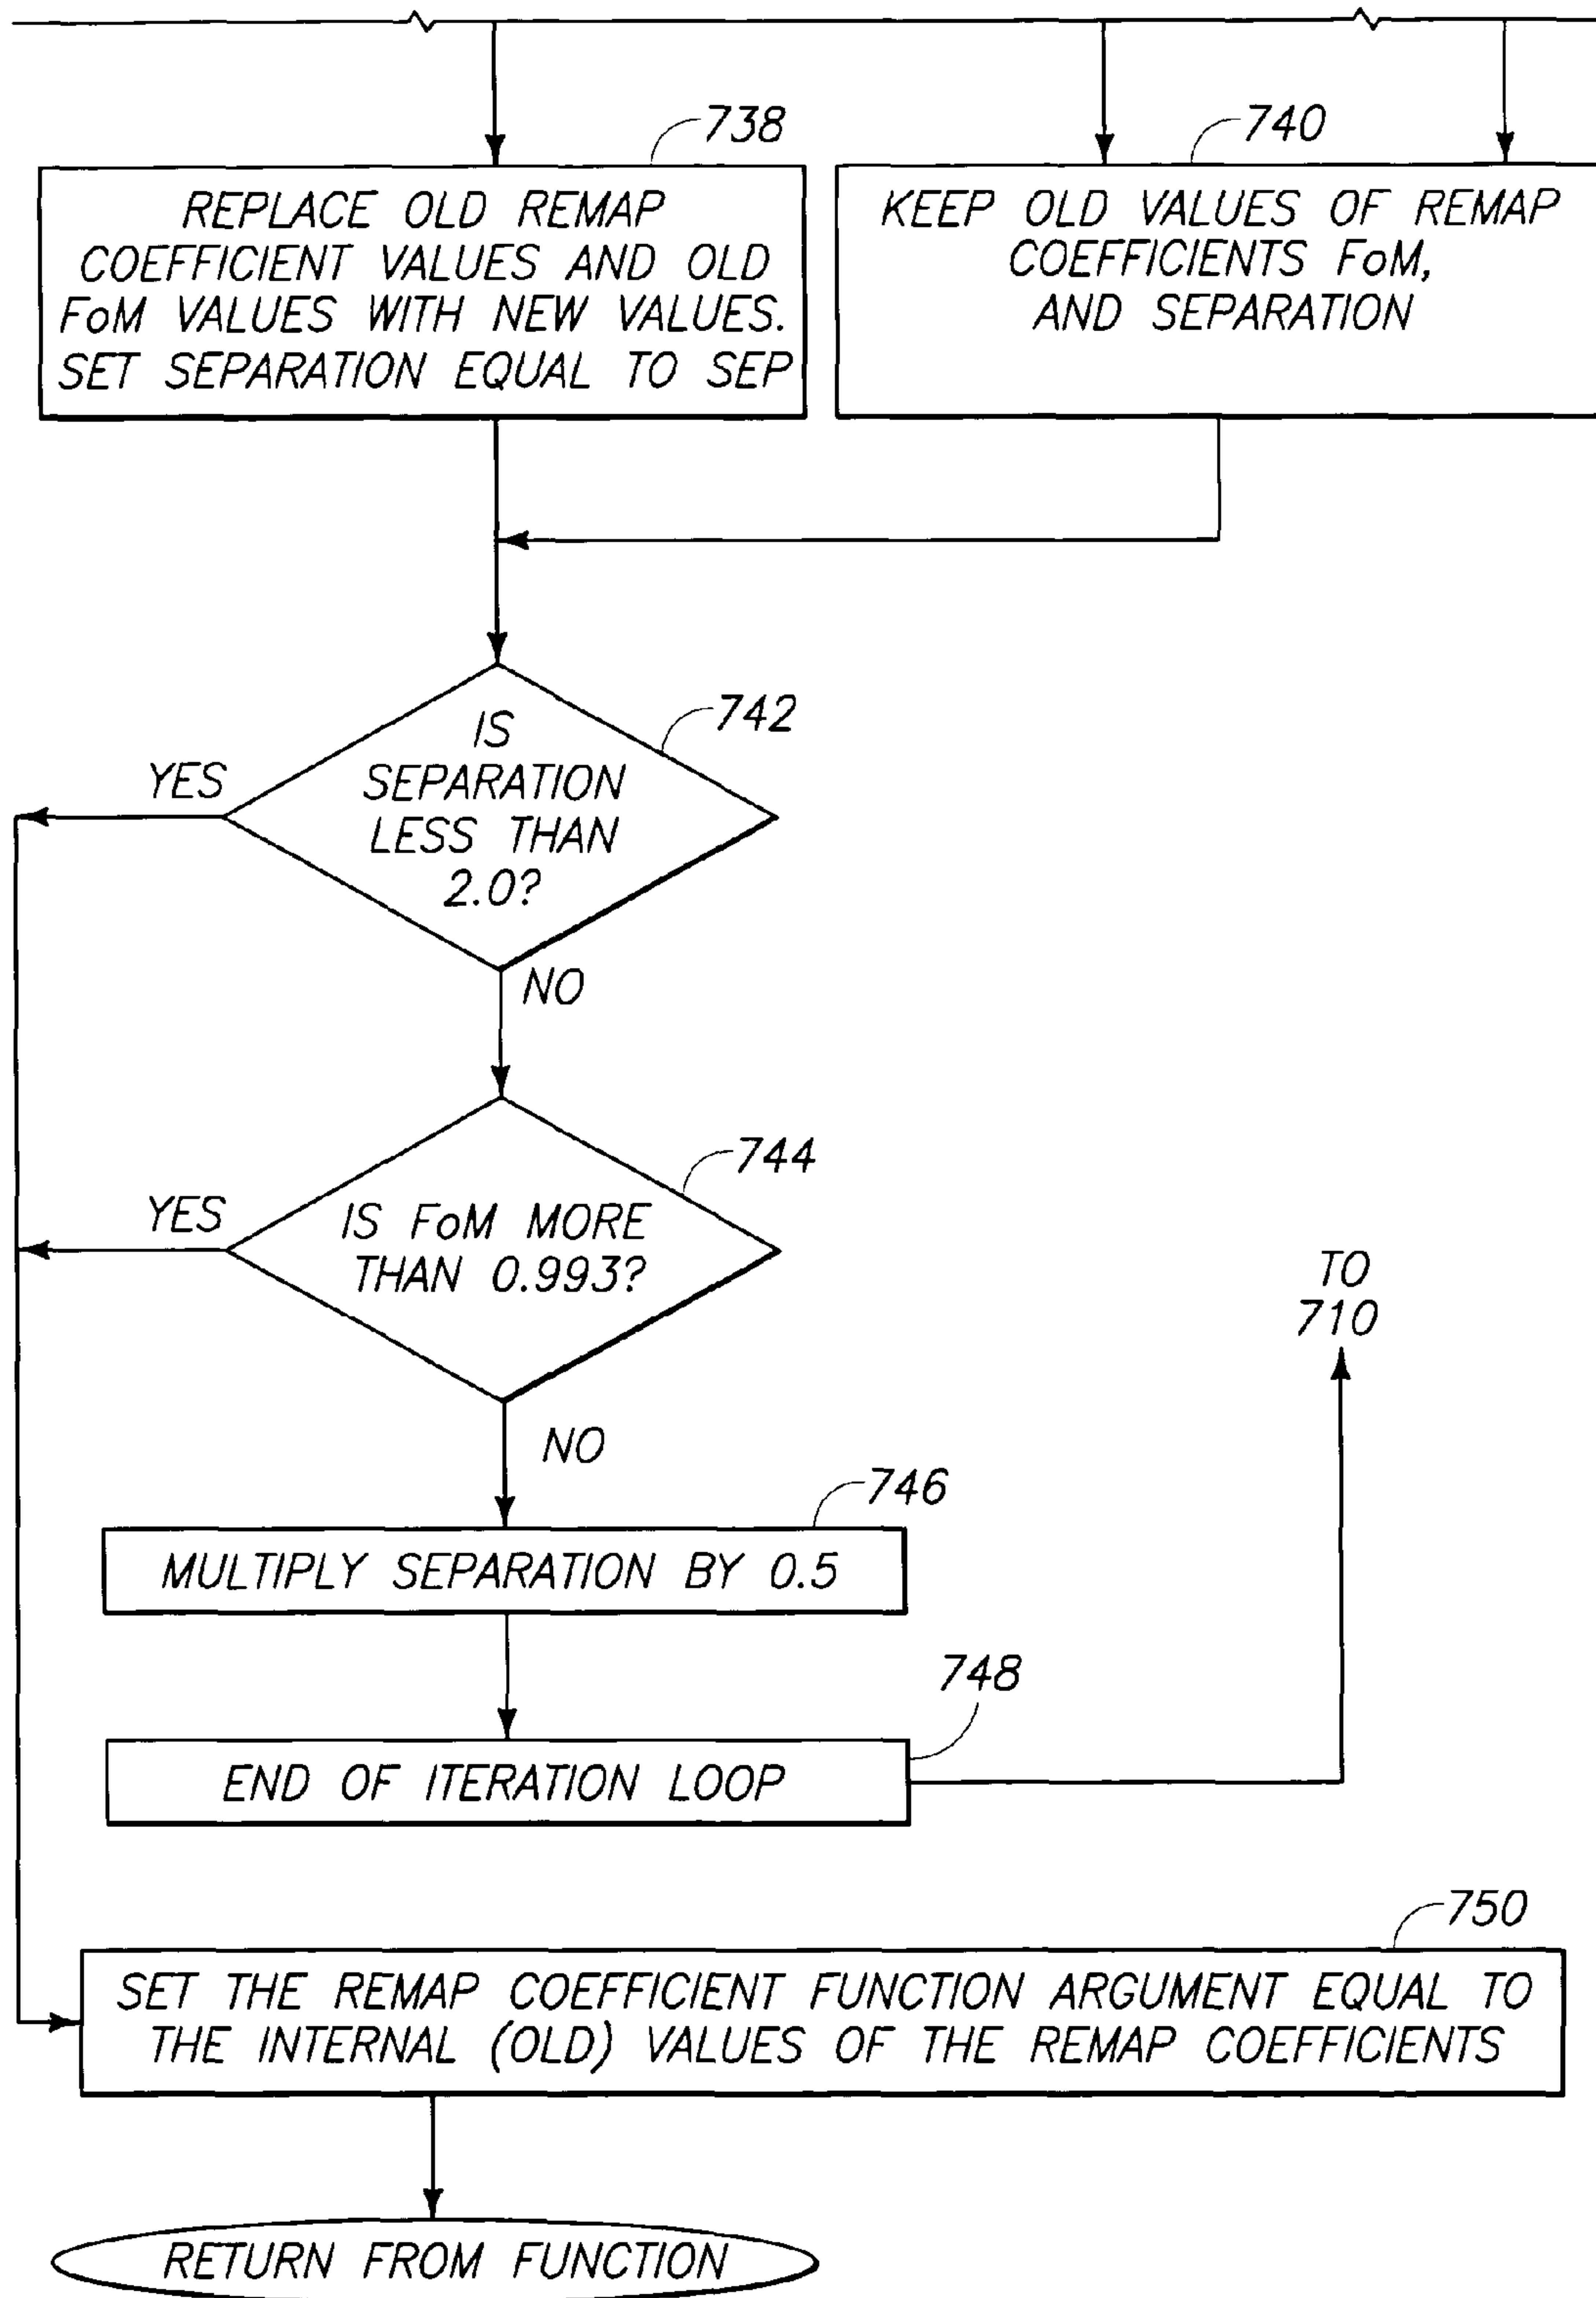 738
REPLACE OLD REMAP
COEFFICIENT VALUES AND OLD
FoM VALUES WITH NEW VALUES.
SET SEPARATION EQUAL TO SEP
740
KEEP OLD VALUES OF REMAP
COEFFICIENTS FoM,
AND SEPARATION
742
IS
SEPARATION
LESS THAN
2.0?
YES
NO
744
IS FoM MORE
THAN 0.993?
YES
NO
TO
710
746
MULTIPLY SEPARATION BY 0.5
748
END OF ITERATION LOOP
750
SET THE REMAP COEFFICIENT FUNCTION ARGUMENT EQUAL TO
THE INTERNAL (OLD) VALUES OF THE REMAP COEFFICIENTS
RETURN FROM FUNCTION